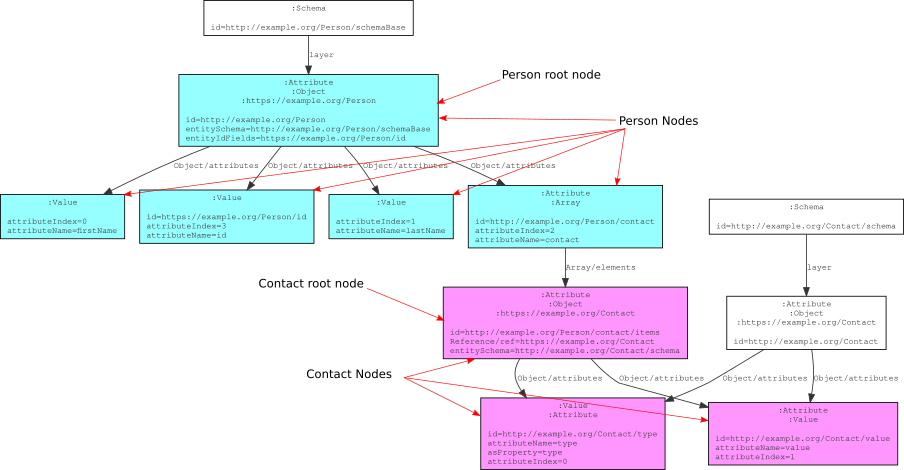 :Schema
id=http://example.org/Person/schemaBase
layer
Person root node
:Attribute
:Object
:https://example.org/Person
id=http://example.org/Person
entitySchema=http://example.org/Person/schemaBase
entityIdFields=https://example.org/Person/id
Person Nodes
Object/attributes
Object/attributes
Object/attributes
Object/attributes
:Value
attributeIndex=0
attributeName=firstName
:Value
id=https://example.org/Person/id
attributeIndex=3
attributeName=id
:Value
attributeIndex=1
attributeName=lastName
:Attribute
:Array
id=http://example.org/Person/contact
attributeIndex=2
attributeName=contact
:Schema
id=http://example.org/Contact/schema
Array/elements
layer
Contact root node
:Attribute
:Object
:https://example.org/Contact
id=http://example.org/Person/contact/items
Reference/ref=https://example.org/Contact
entitySchema=http://example.org/Contact/schema
:Attribute
:Object
:https://example.org/Contact
id=http://example.org/Contact
Contact Nodes
Object/attributes
Object/attributes
Object/attributes
Object/attributes
:Value
:Attribute
id=http://example.org/Contact/type
attributeName=type
asProperty=type
attributeIndex=0
:Attribute
:Value
id=http://example.org/Contact/value
attributeName=value
attributeIndex=1